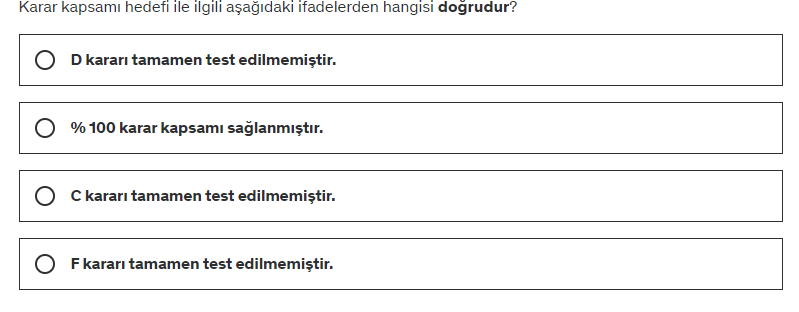 Karar kapsamı hedefi ile ilgili aşağıdaki ifadelerden hangisi doğrudur?
D kararı tamamen test edilmemiştir.
% 100 karar kapsamı sağlanmıştır.
C kararı tamamen test edilmemiştir.
F kararı tamamen test edilmemiştir.